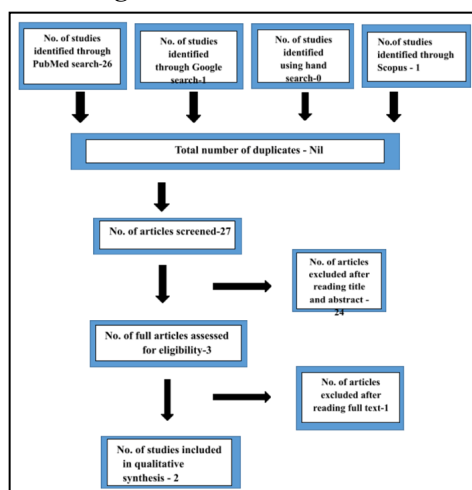 No. of studies
identified through
PubMed search-26
No. of studies
identified
through Google
search-1
No. of studies
identified
using hand
search-0
No.of studies
identified through
Scopus - 1
Total number of duplicates - Nil
No. of articles screened-27
No. of articles
excluded after
reading title
and abstract -
24
No. of full articles assessed
for eligibility-3
No. of articles
excluded after
reading full text-1
No. of studies included
in qualitative
synthesis - 2